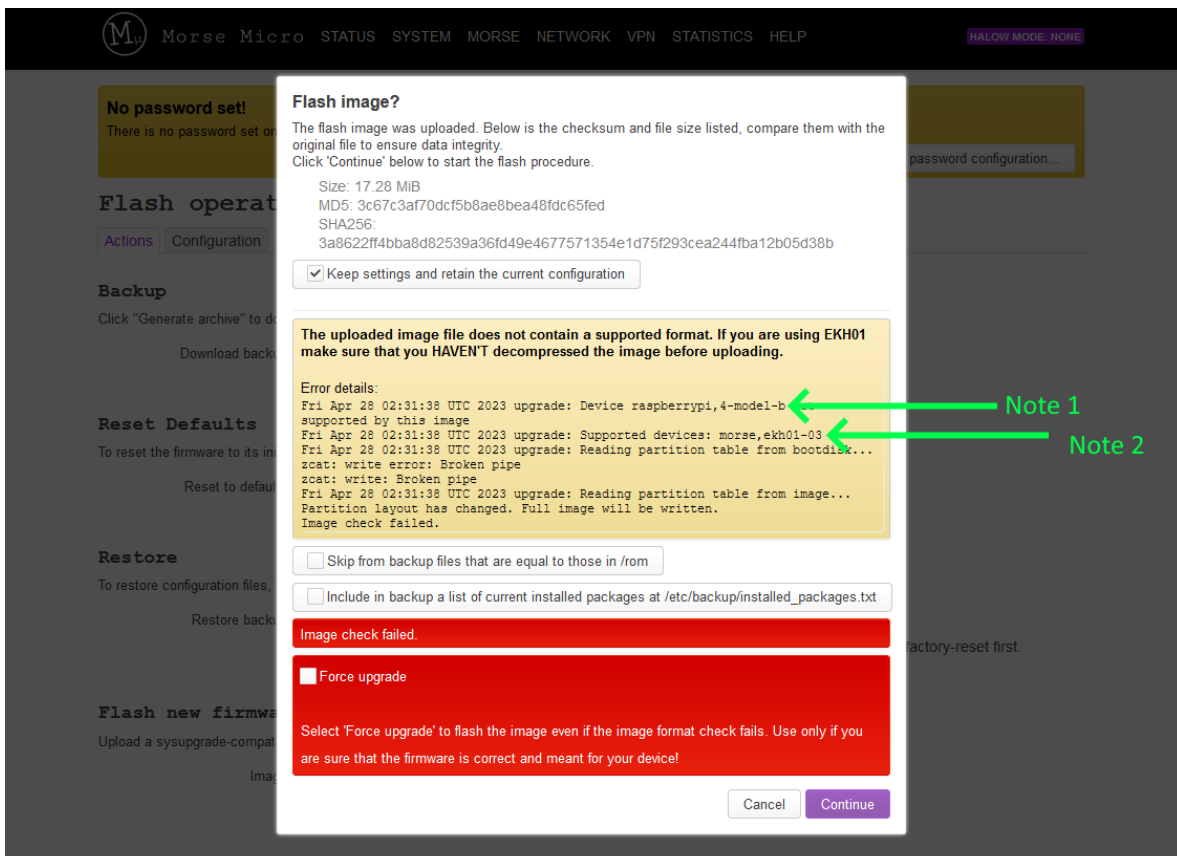 Mμ Morse Micro STATUS SYSTEM MORSE NETWORK VPN STATISTICS HELP HALOW MODE: NONE
No password set!
There is no password set on
password configuration...
Flash operat
Actions Configuration
Backup
Click "Generate archive" to do
Download backu
Reset Defaults
To reset the firmware to its ini
Reset to defaul
Restore
To restore configuration files,
Restore backu
factory-reset first.
Flash new firmwa
Upload a sysupgrade-compat
Imag
Flash image?
The flash image was uploaded. Below is the checksum and file size listed, compare them with the
original file to ensure data integrity.
Click 'Continue' below to start the flash procedure.
Size: 17.28 MiB
MD5: 3c67c3af70dcf5b8ae8bea48fdc65fed
SHA256:
3a8622ff4bba8d82539a36fd49e4677571354e1d75f293cea244fba12b05d38b
Keep settings and retain the current configuration
The uploaded image file does not contain a supported format. If you are using EKH01
make sure that you HAVEN'T decompressed the image before uploading.
Error details:
Fri Apr 28 02:31:38 UTC 2023 upgrade: Device raspberrypi,4-model-b
supported by this image
Fri Apr 28 02:31:38 UTC 2023 upgrade: Supported devices: morse,ekh01-03
Fri Apr 28 02:31:38 UTC 2023 upgrade: Reading partition table from bootdisk...
zcat: write error: Broken pipe
zcat: write: Broken pipe
Fri Apr 28 02:31:38 UTC 2023 upgrade: Reading partition table from image...
Partition layout has changed. Full image will be written.
Image check failed.
Note 1
Note 2
Skip from backup files that are equal to those in /rom
Include in backup a list of current installed packages at /etc/backup/installed_packages.txt
Image check failed.
Force upgrade
Select 'Force upgrade' to flash the image even if the image format check fails. Use only if you
are sure that the firmware is correct and meant for your device!
Cancel Continue